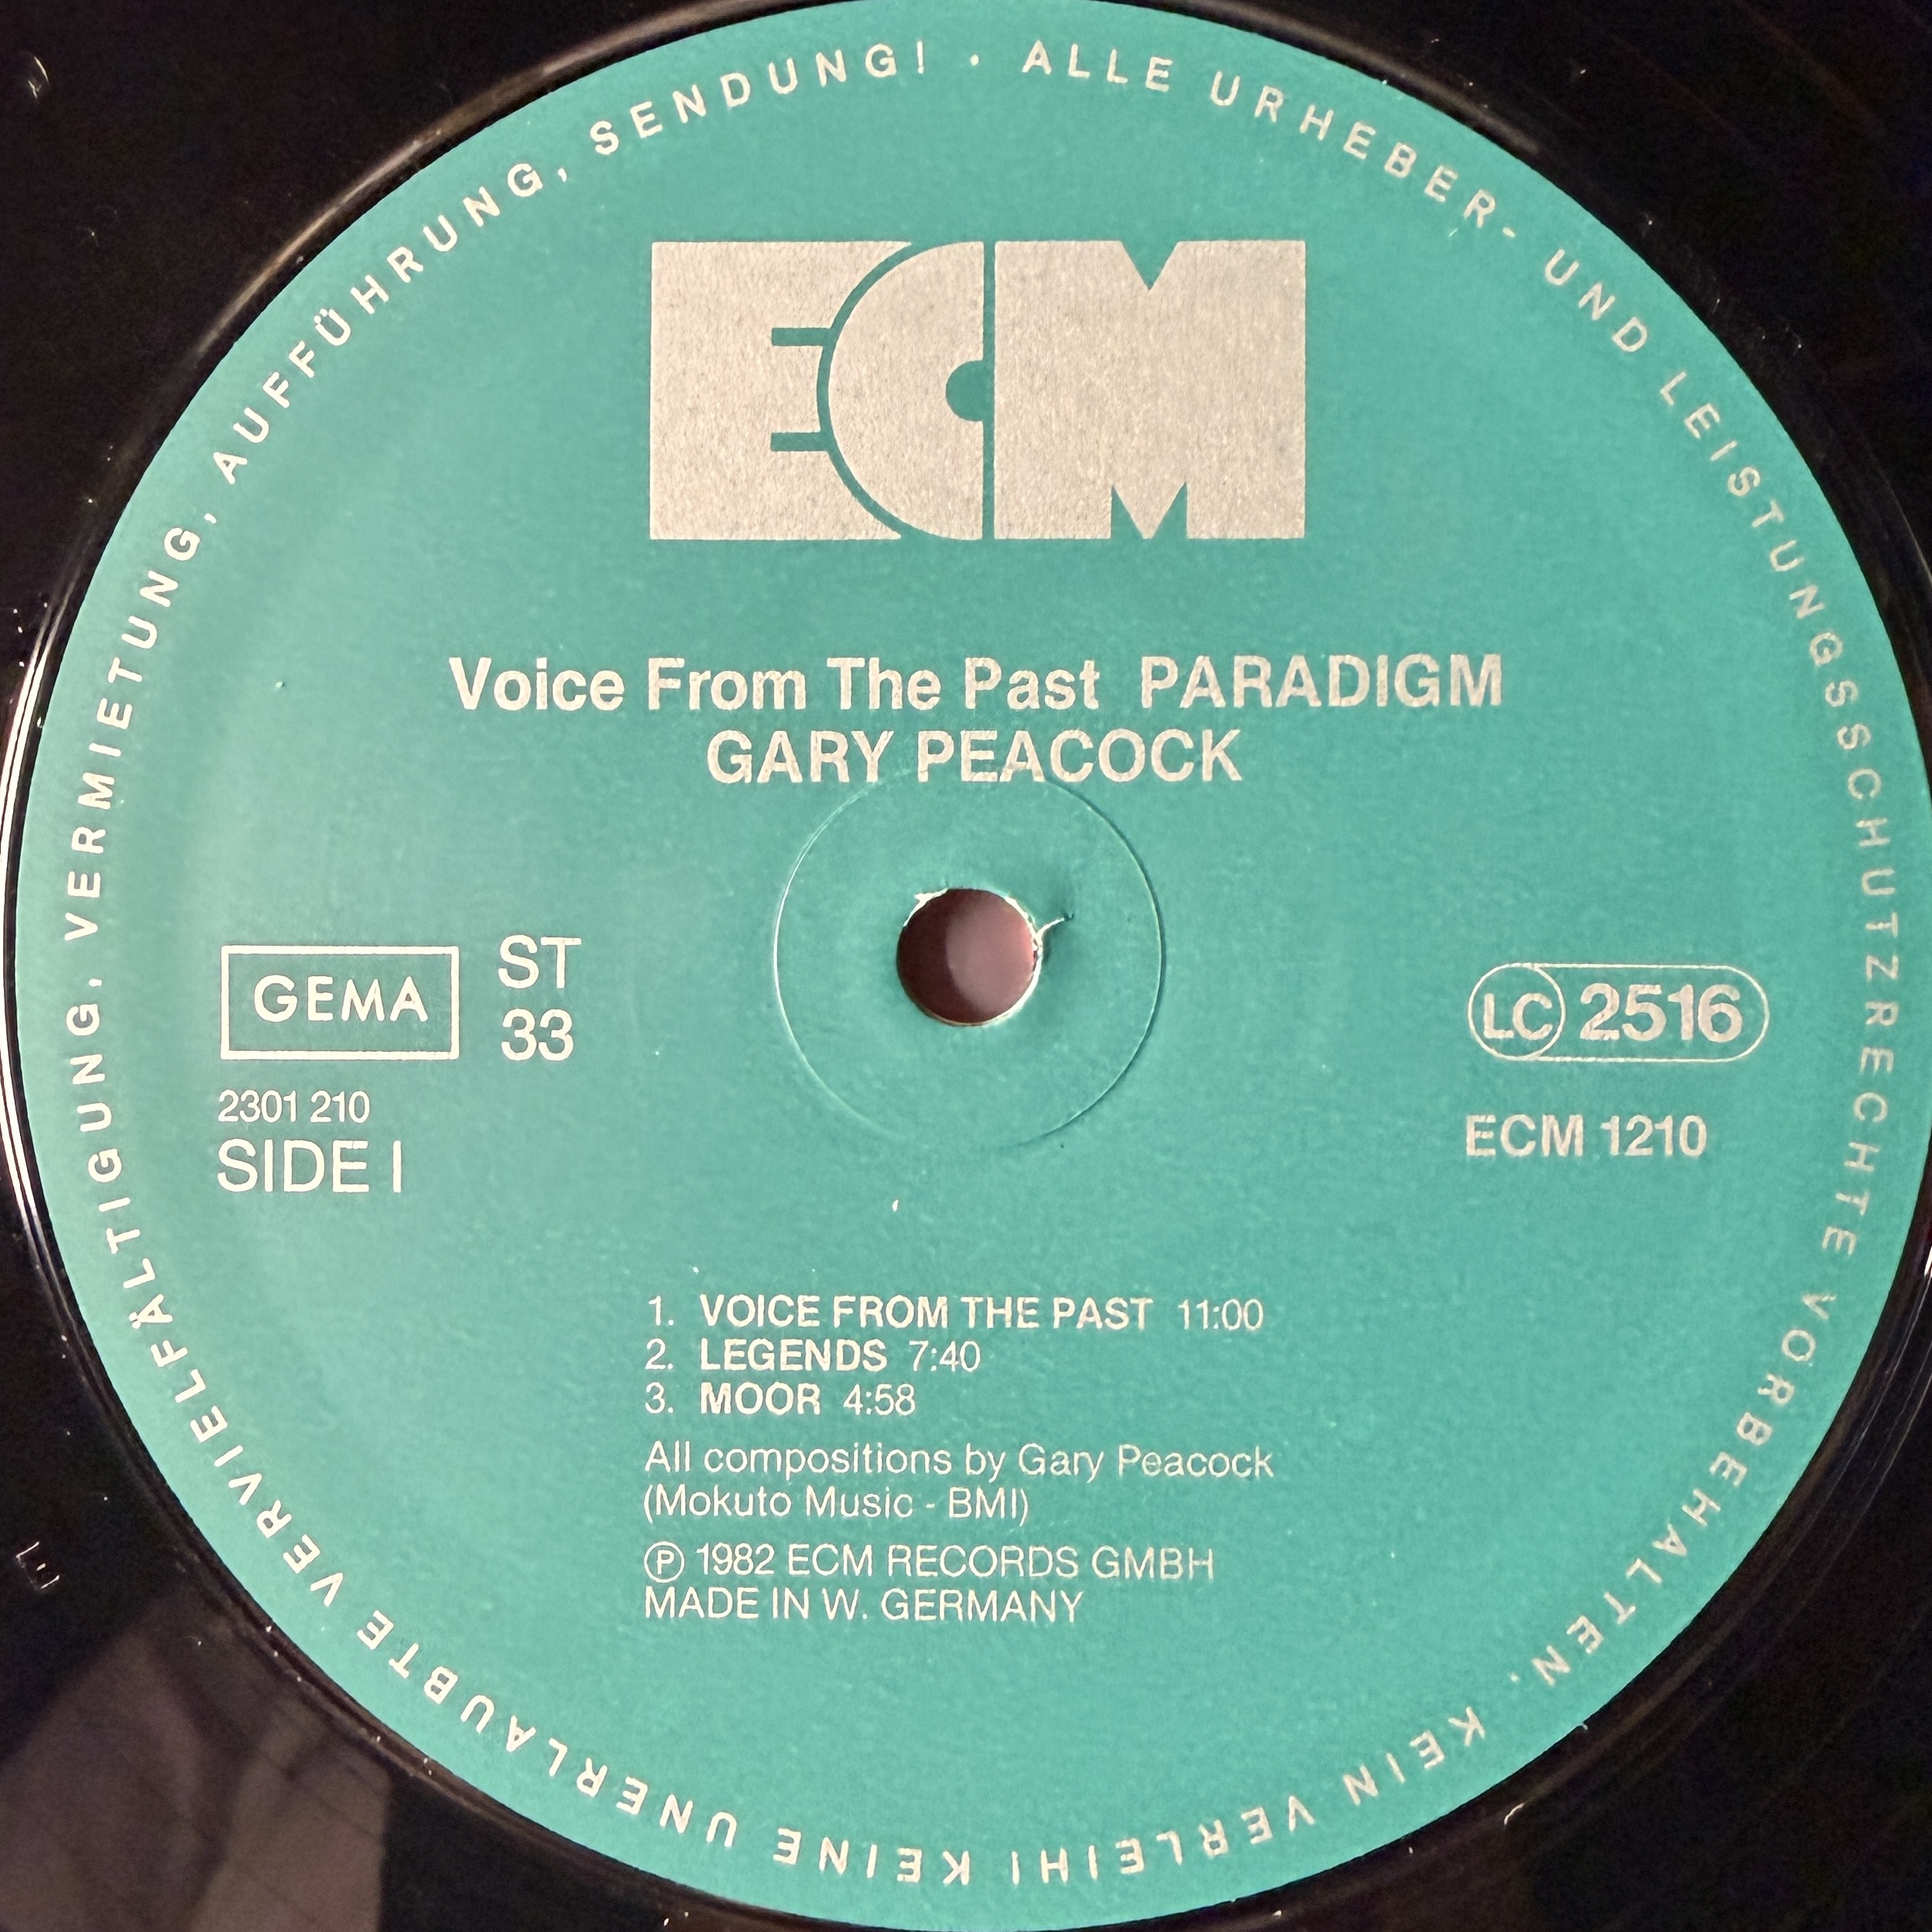 ALLE URHEBER- UND LEISTUNGSSCHUTZRECHTE VORBEHALTEN. KEIN VERLEIH! KEINE UNERLAUBTE VERVIELFÄLTIGUNG, VERMIETUNG, AUFFÜHRUNG, SENDUNG! ·
ECM
Voice From The Past PARADIGM
GARY PEACOCK
GEMA
ST
33
LC 2516
2301 210
SIDE I
ECM 1210
1. VOICE FROM THE PAST 11:00
2. LEGENDS 7:40
3. MOOR 4:58
All compositions by Gary Peacock
(Mokuto Music - BMI)
℗ 1982 ECM RECORDS GMBH
MADE IN W. GERMANY